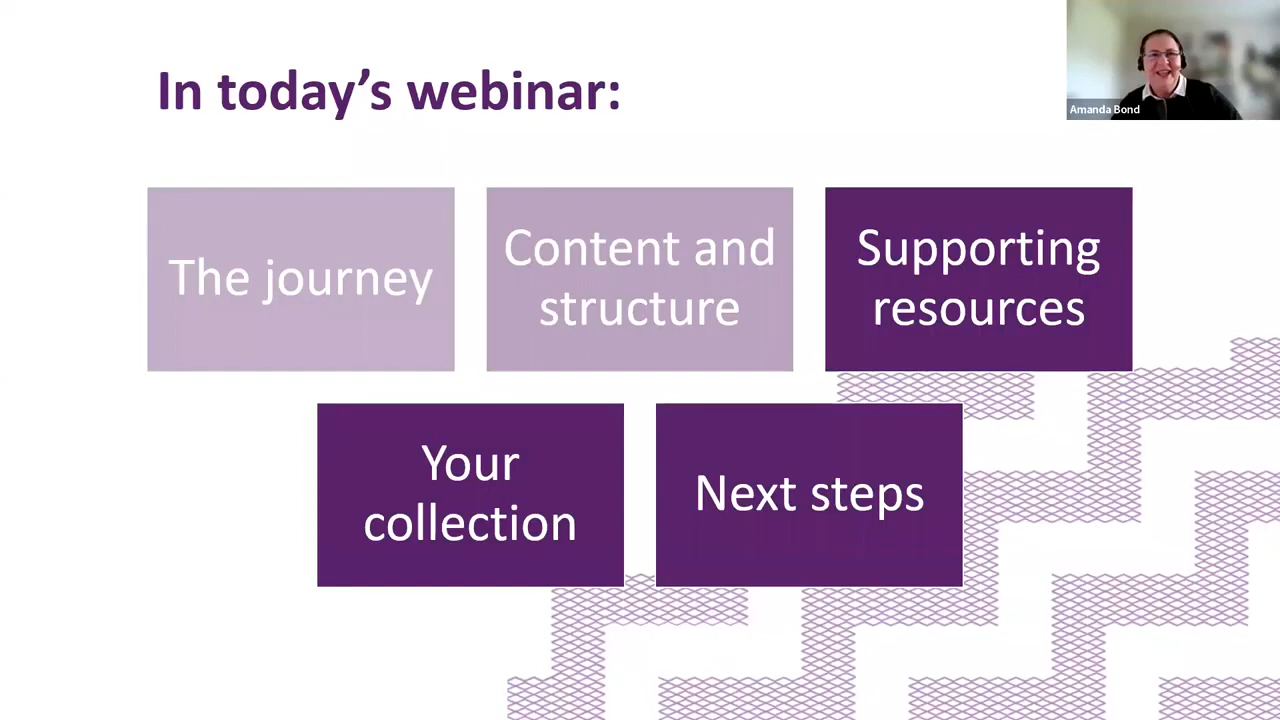 In today's webinar:
Amanda Bond
The journey
Content and
structure
Supporting
resources
Your
collection
Next steps